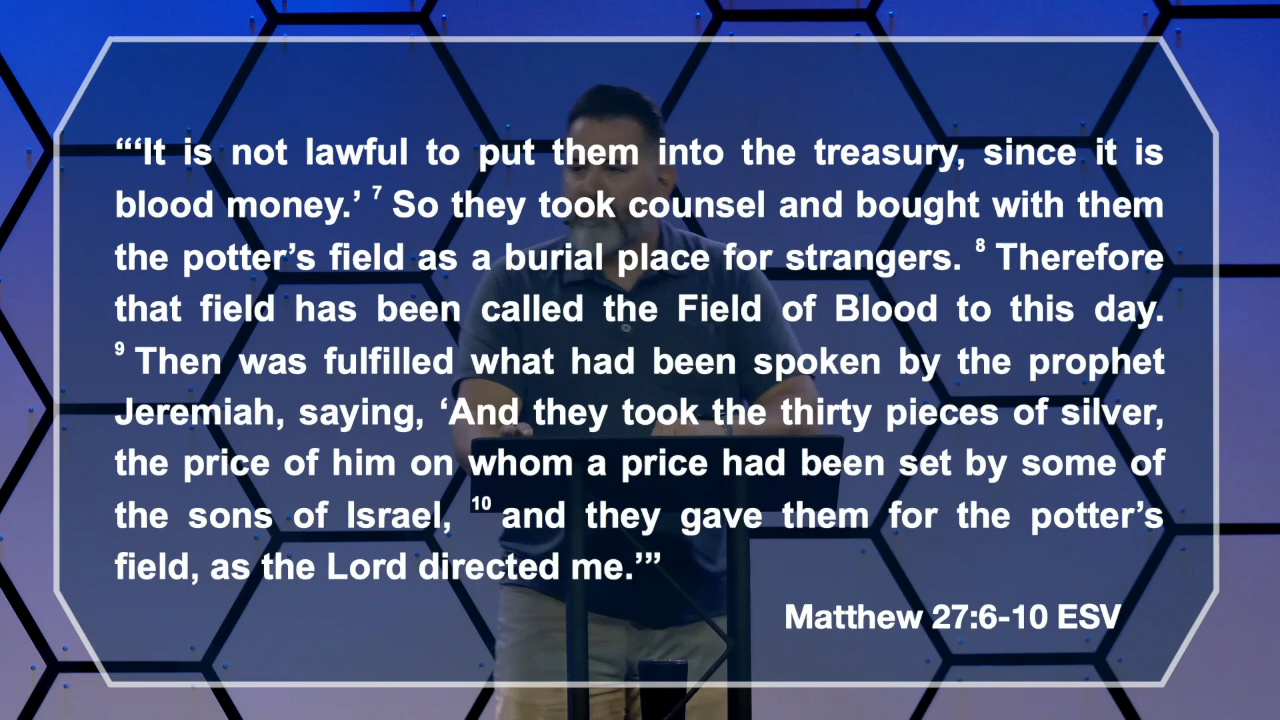 “‘It is not lawful to put them into the treasury, since it is
blood money.’ 7 So they took counsel and bought with them
the potter’s field as a burial place for strangers. 8 Therefore
that field has been called the Field of Blood to this day.
9 Then was fulfilled what had been spoken by the prophet
Jeremiah, saying, ‘And they took the thirty pieces of silver,
the price of him on whom a price had been set by some of
the sons of Israel, 10 and they gave them for the potter’s
field, as the Lord directed me.’”
Matthew 27:6-10 ESV